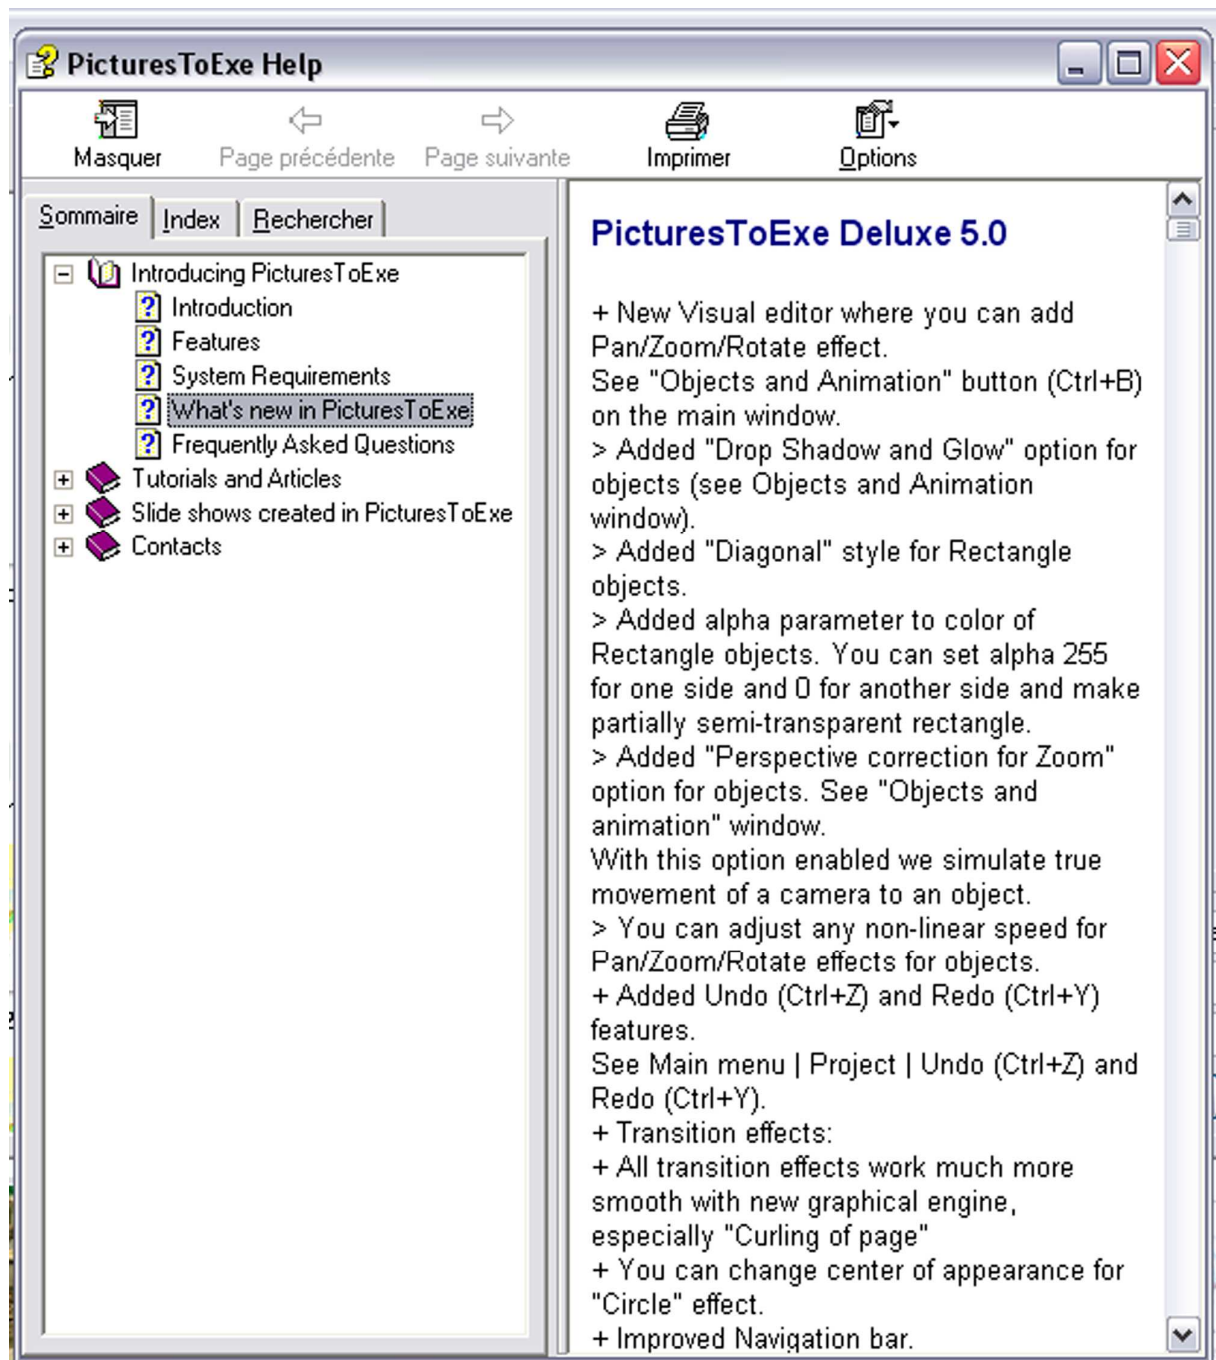 PicturesToExe Help
Masquer
Page précédente
Page suivante
Imprimer
Options
Sommaire
Index
Rechercher
Introducing PicturesToExe
Introduction
Features
System Requirements
What's new in PicturesToExe
Frequently Asked Questions
Tutorials and Articles
Slide shows created in PicturesToExe
Contacts
PicturesToExe Deluxe 5.0
+ New Visual editor where you can add
Pan/Zoom/Rotate effect.
See "Objects and Animation" button (Ctrl+B)
on the main window.
> Added "Drop Shadow and Glow" option for
objects (see Objects and Animation
window).
> Added "Diagonal" style for Rectangle
objects.
> Added alpha parameter to color of
Rectangle objects. You can set alpha 255
for one side and 0 for another side and make
partially semi-transparent rectangle.
> Added "Perspective correction for Zoom"
option for objects. See "Objects and
animation" window.
With this option enabled we simulate true
movement of a camera to an object.
> You can adjust any non-linear speed for
Pan/Zoom/Rotate effects for objects.
+ Added Undo (Ctrl+Z) and Redo (Ctrl+Y)
features.
See Main menu | Project | Undo (Ctrl+Z) and
Redo (Ctrl+Y).
+ Transition effects:
+ All transition effects work much more
smooth with new graphical engine,
especially "Curling of page"
+ You can change center of appearance for
"Circle" effect.
+ Improved Navigation bar.